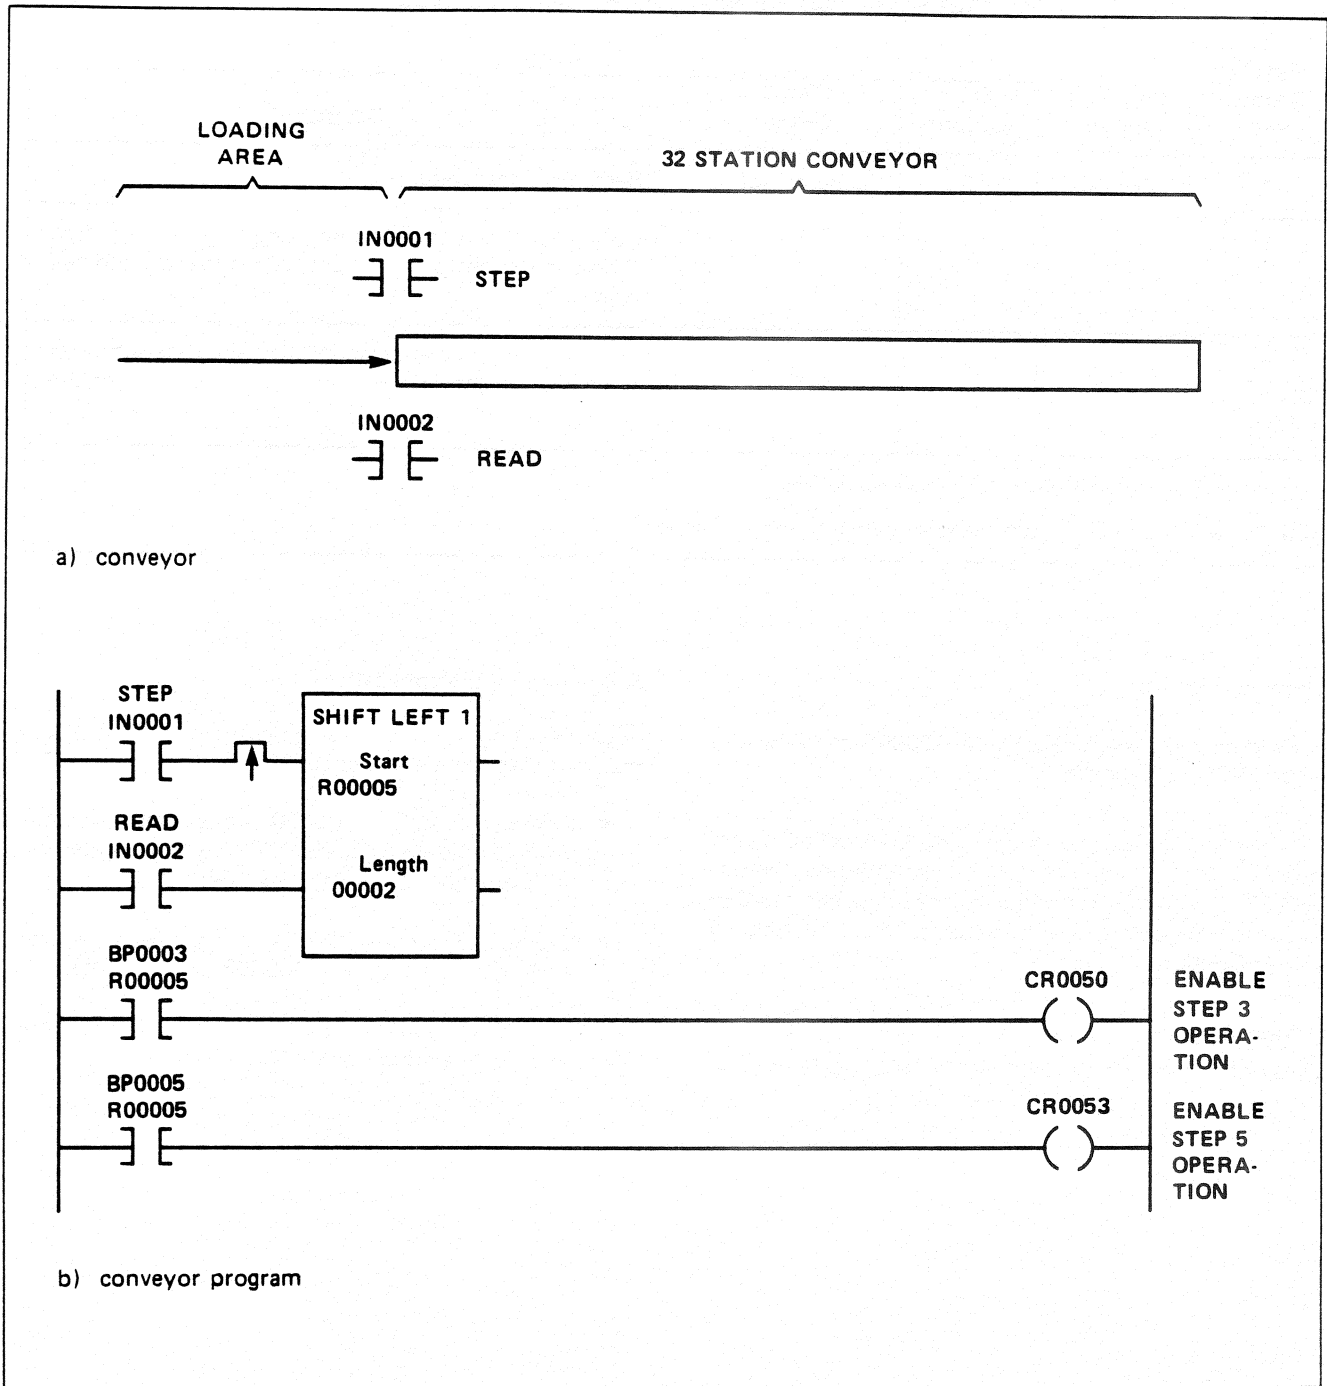 LOADING
AREA
32 STATION CONVEYOR
IN0001
STEP
IN0002
READ
a) conveyor
STEP
IN0001
SHIFT LEFT 1
Start
R00005
READ
IN0002
Length
00002
BP0003
R00005
CR0050
ENABLE
STEP 3
OPERA-
TION
BP0005
R00005
CR0053
ENABLE
STEP 5
OPERA-
TION
b) conveyor program